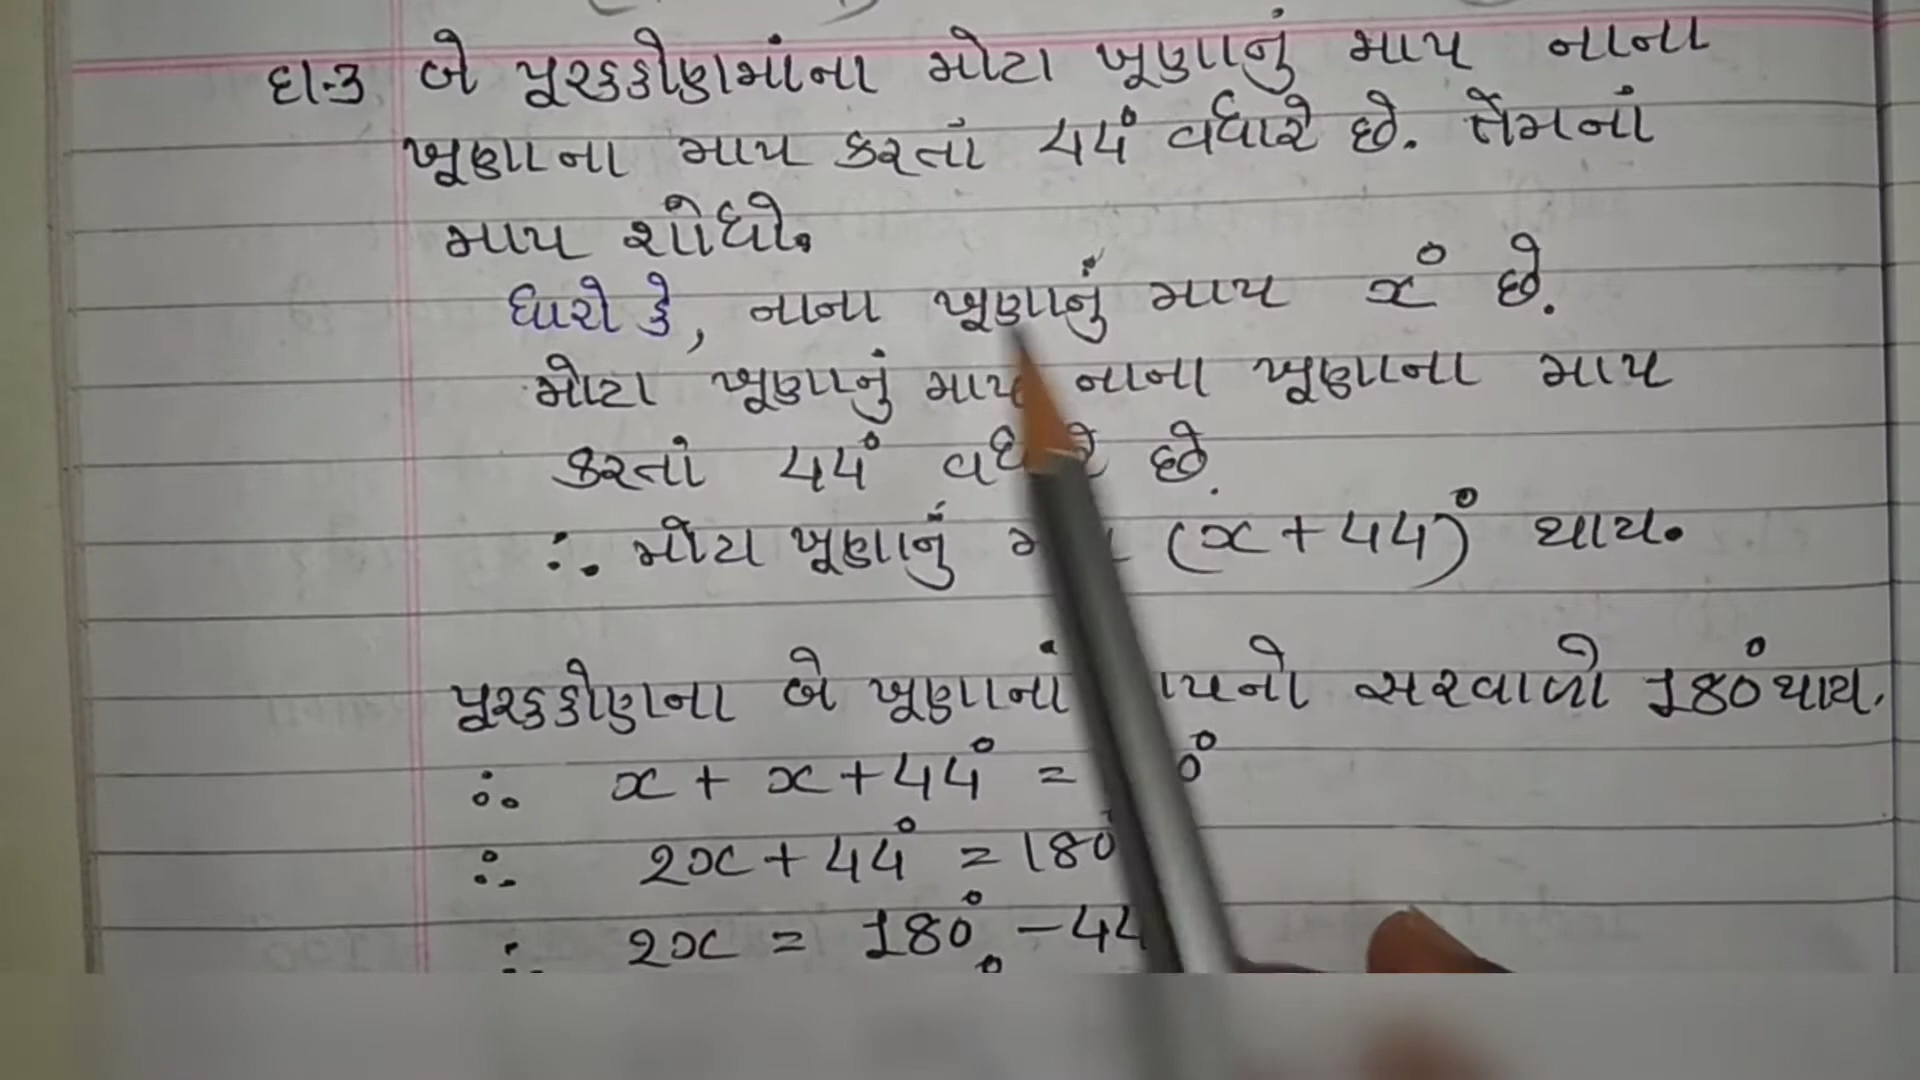 દા-3 બે પૂરકકોણમાંના મોટા ખૂણાનું માપ નાના
ખૂણાના માપ કરતાં 44° વધારે છે. તેમનાં
માપ શોધો.
ધારો કે, નાના ખૂણાનું માપ x° છે.
મોટા ખૂણાનું માપ નાના ખૂણાના માપ
કરતાં 44° છે.
∴ મોટા ખૂણાનું (x + 44)° થાય.
પૂરકકોણના બે ખૂણાનાં સરવાળો 180° થાય.
∴ x + x + 44° =
∴ 2x + 44° = 180
∴ 2x = 180° - 44